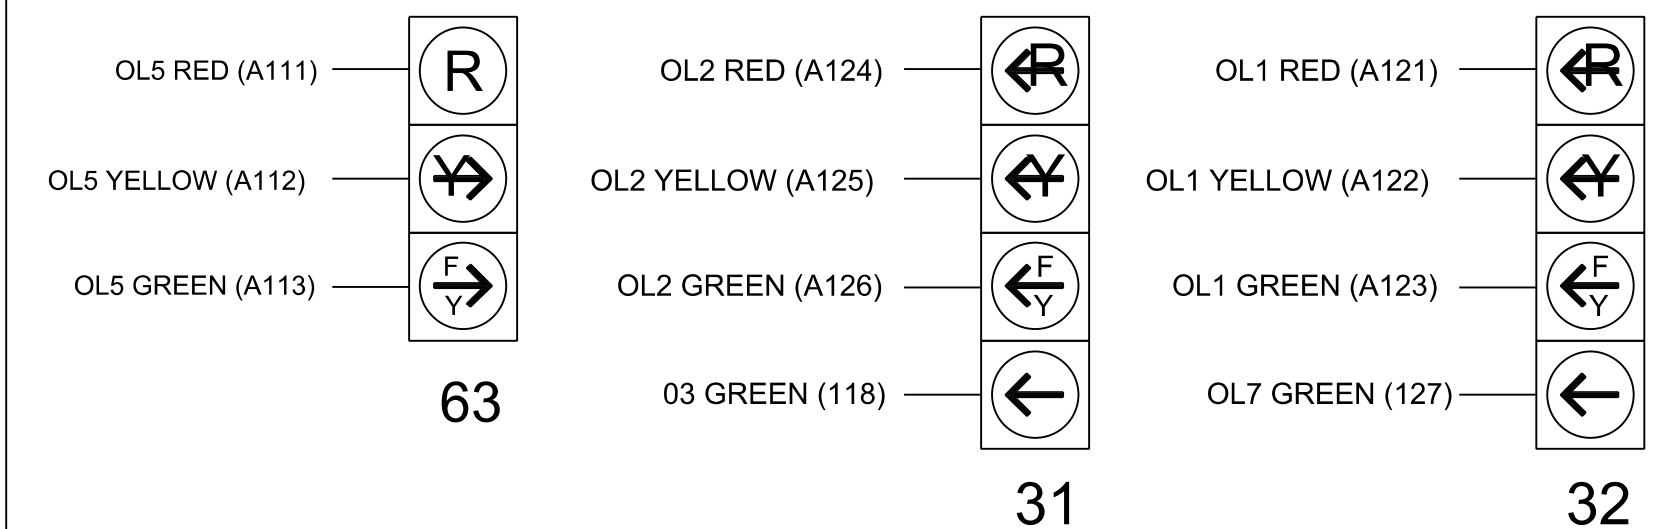 OL5 RED (A111)
R
OL5 YELLOW (A112)
Y
OL5 GREEN (A113)
F
Y
63
OL2 RED (A124)
R
OL2 YELLOW (A125)
Y
OL2 GREEN (A126)
F
Y
03 GREEN (118)
31
OL1 RED (A121)
R
OL1 YELLOW (A122)
Y
OL1 GREEN (A123)
F
Y
OL7 GREEN (127)
32